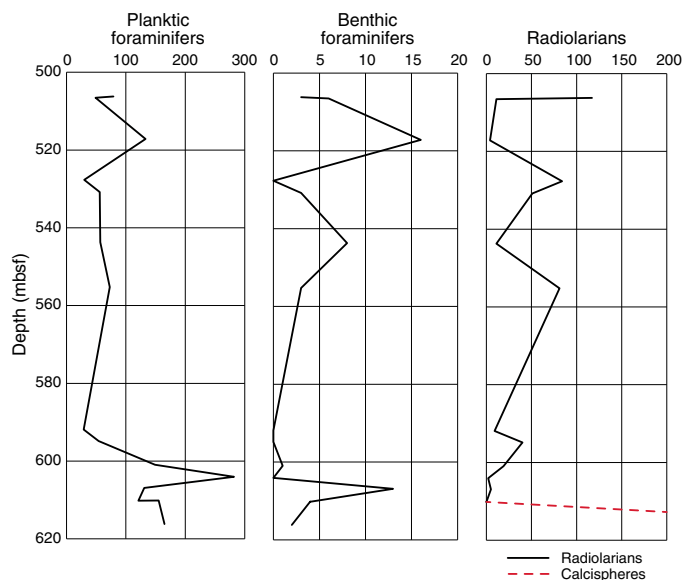 Planktic
foraminifers
Benthic
foraminifers
Radiolarians
0 100 200 300
0 5 10 15 20
0 50 100 150 200
500
520
540
560
580
600
620
Depth (mbsf)
Radiolarians
Calcispheres